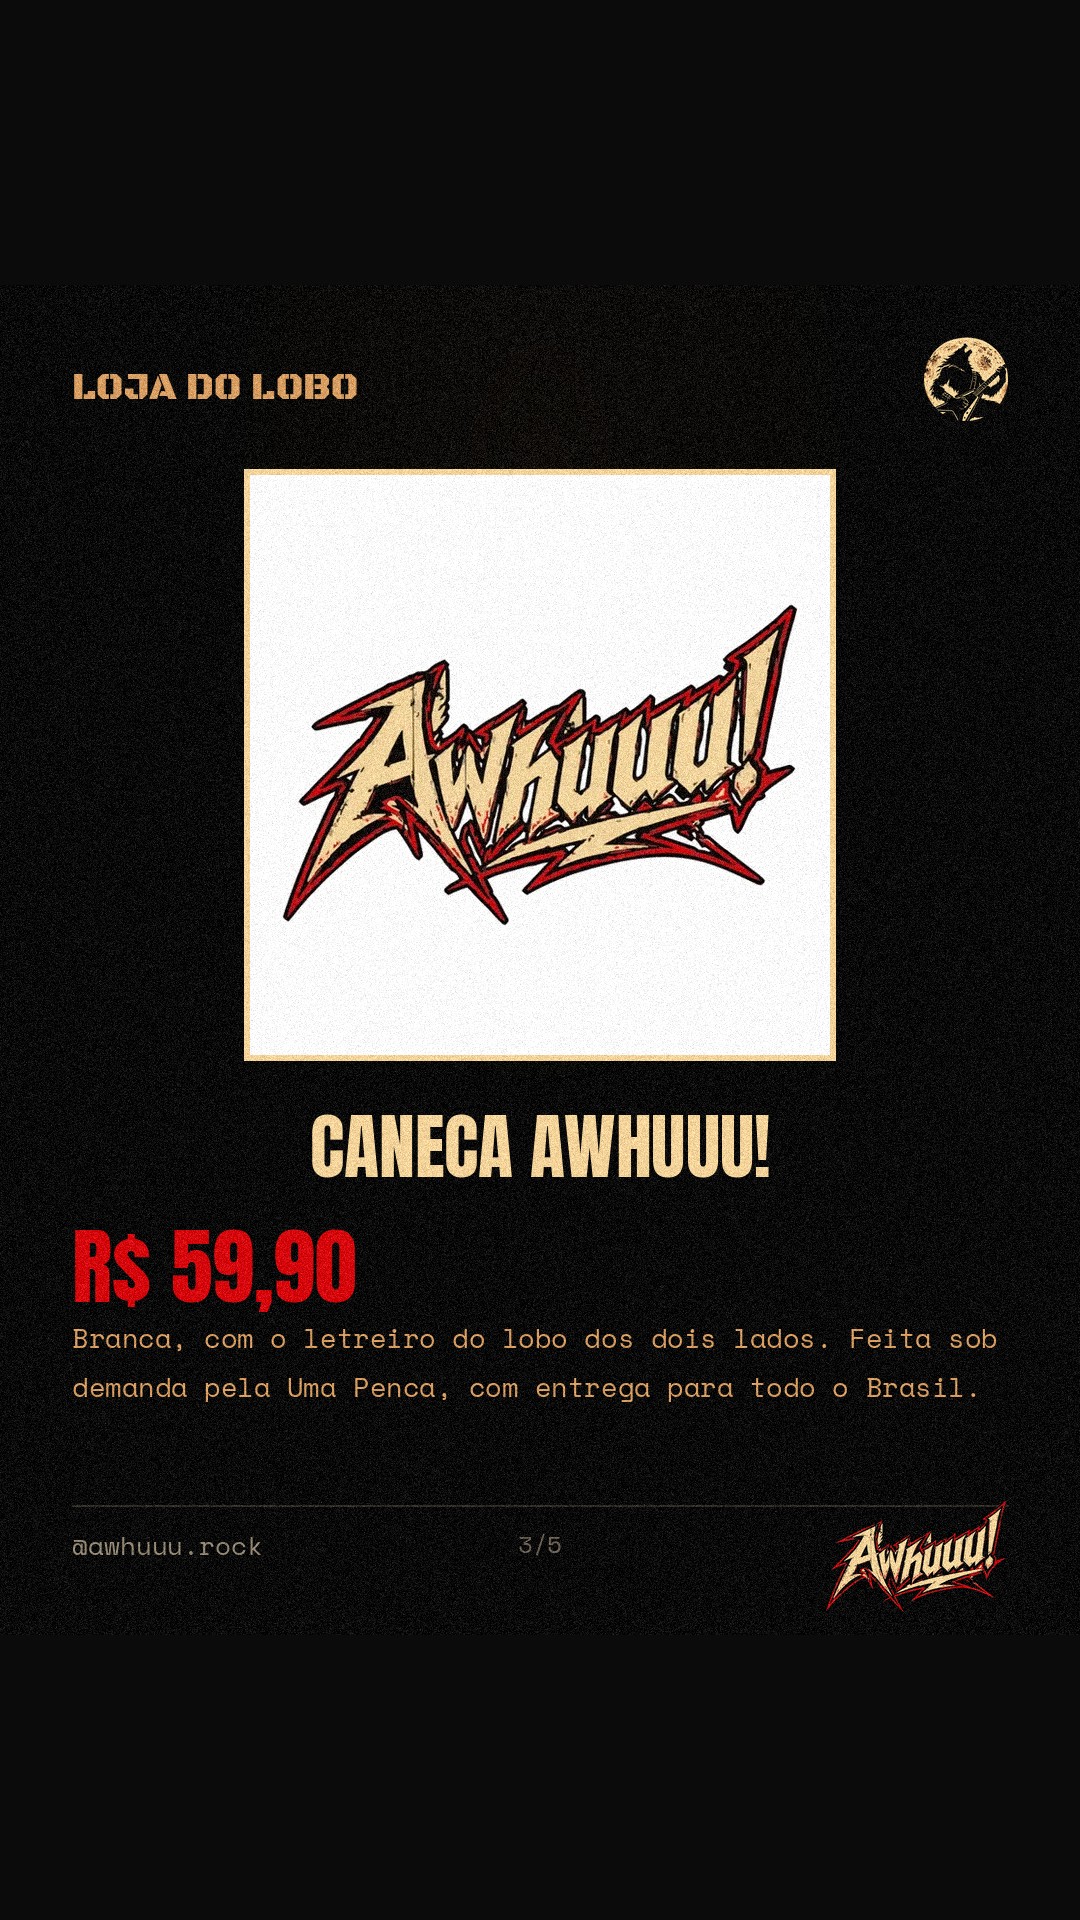 LOJA DO LOBO
Awhuuu!
CANECA AWHUUU!
R$ 59,90
Branca, com o letreiro do lobo dos dois lados. Feita sob
demanda pela Uma Penca, com entrega para todo o Brasil.
@awhuuu.rock
3/5
Awhuuu!